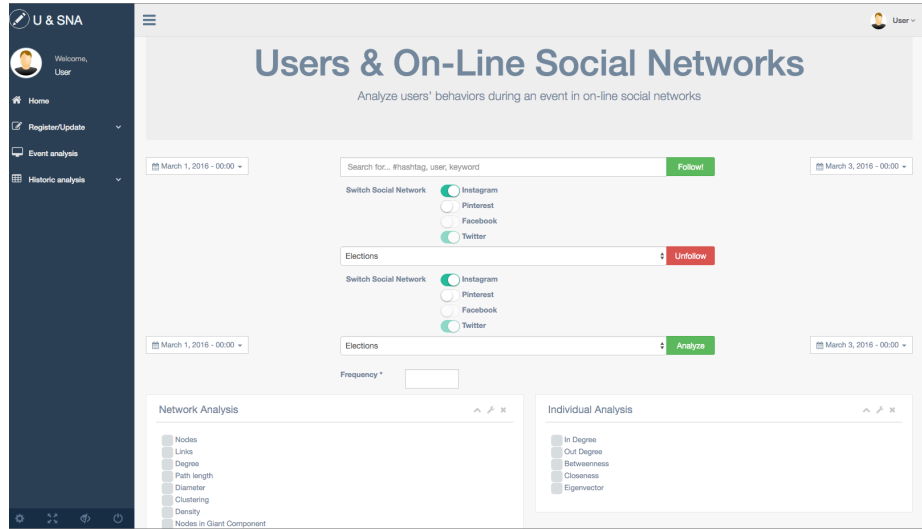 U & SNA
User
Welcome,
User
Home
Register/Update
Event analysis
Historic analysis
Users & On-Line Social Networks
Analyze users' behaviors during an event in on-line social networks
March 1, 2016 - 00:00
Search for... #hashtag, user, keyword
Follow!
March 3, 2016 - 00:00
Switch Social Network
Instagram
Pinterest
Facebook
Twitter
Elections
Unfollow
Switch Social Network
Instagram
Pinterest
Facebook
Twitter
March 1, 2016 - 00:00
Elections
Analyze
March 3, 2016 - 00:00
Frequency *
Network Analysis
Nodes
Links
Degree
Path length
Diameter
Clustering
Density
Nodes in Giant Component
Individual Analysis
In Degree
Out Degree
Betweenness
Closeness
Eigenvector